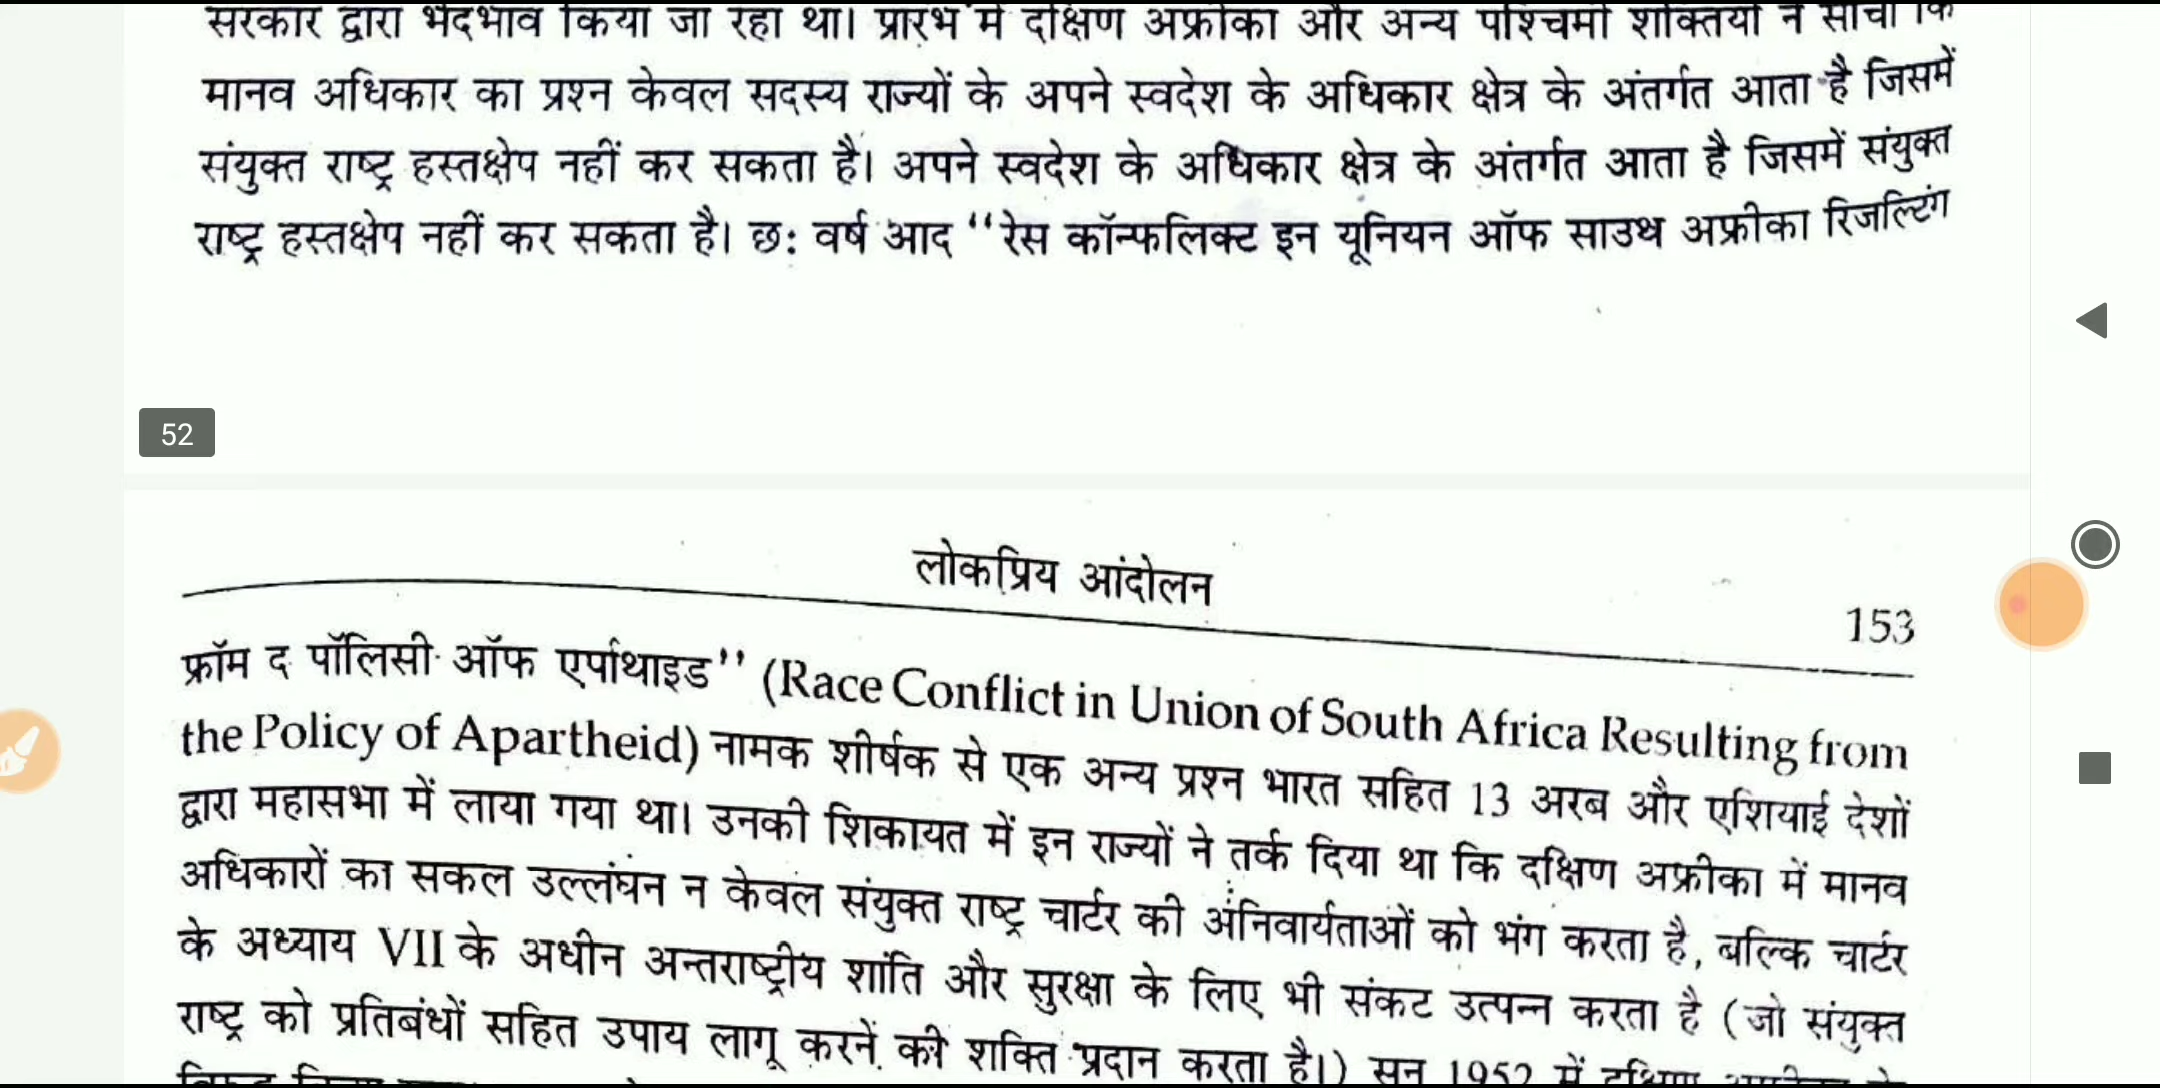 सरकार द्वारा भेदभाव किया जा रहा था। प्रारंभ में दक्षिण अफ्रीका और अन्य पश्चिमी शक्तियों ने सोचा कि
मानव अधिकार का प्रश्न केवल सदस्य राज्यों के अपने स्वदेश के अधिकार क्षेत्र के अंतर्गत आता है जिसमें
संयुक्त राष्ट्र हस्तक्षेप नहीं कर सकता है। अपने स्वदेश के अधिकार क्षेत्र के अंतर्गत आता है जिसमें संयुक्त
राष्ट्र हस्तक्षेप नहीं कर सकता है। छः वर्ष आद “रेस कॉन्फलिक्ट इन यूनियन ऑफ साउथ अफ्रीका रिजल्टिंग
52
लोकप्रिय आंदोलन
153
फ्रॉम द पॉलिसी ऑफ एर्पाथाइड” (Race Conflict in Union of South Africa Resulting from
the Policy of Apartheid) नामक शीर्षक से एक अन्य प्रश्न भारत सहित 13 अरब और एशियाई देशों
द्वारा महासभा में लाया गया था। उनकी शिकायत में इन राज्यों ने तर्क दिया था कि दक्षिण अफ्रीका में मानव
अधिकारों का सकल उल्लंघन न केवल संयुक्त राष्ट्र चार्टर की अनिवार्यताओं को भंग करता है, बल्कि चार्टर
के अध्याय VII के अधीन अन्तराष्ट्रीय शांति और सुरक्षा के लिए भी संकट उत्पन्न करता है (जो संयुक्त
राष्ट्र को प्रतिबंधों सहित उपाय लागू करनें की शक्ति प्रदान करता है।) सन 1952 में दक्षिण अफ्रीका के